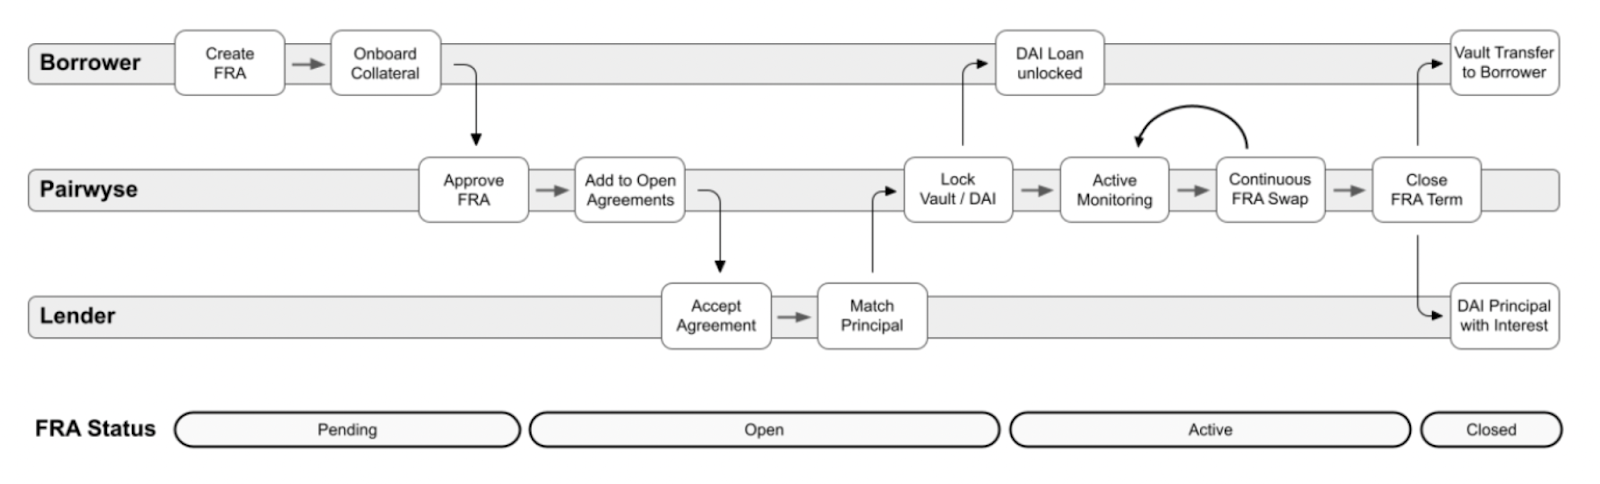 Borrower
Create
FRA
Onboard
Collateral
DAI Loan
unlocked
Vault Transfer
to Borrower
Pairwyse
Approve
FRA
Add to Open
Agreements
Lock
Vault / DAI
Active
Monitoring
Continuous
FRA Swap
Close
FRA Term
Lender
Accept
Agreement
Match
Principal
DAI Principal
with Interest
FRA Status
Pending
Open
Active
Closed